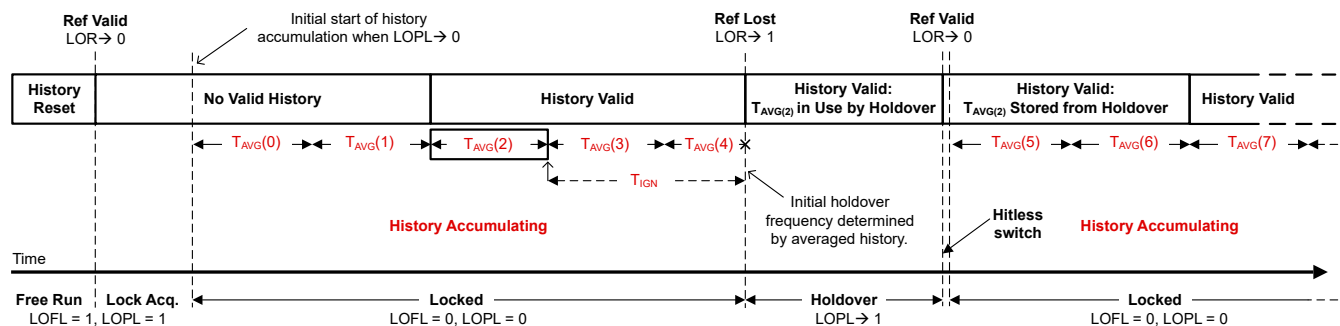 Ref Valid
LOR→ 0
Initial start of history
accumulation when LOPL→ 0
Ref Lost
LOR→ 1
Ref Valid
LOR→ 0
History
Reset
No Valid History
History Valid
History Valid:
TAVG(2) in Use by Holdover
History Valid:
TAVG(2) Stored from Holdover
History Valid
TAVG(0)
TAVG(1)
TAVG(2)
TAVG(3)
TAVG(4)
TAVG(5)
TAVG(6)
TAVG(7)
TIGN
Initial holdover
frequency determined
by averaged history.
History Accumulating
Hitless
switch
History Accumulating
Time
Free Run
Lock Acq.
LOFL = 1, LOPL = 1
Locked
LOFL = 0, LOPL = 0
Holdover
LOPL→ 1
Locked
LOFL = 0, LOPL = 0